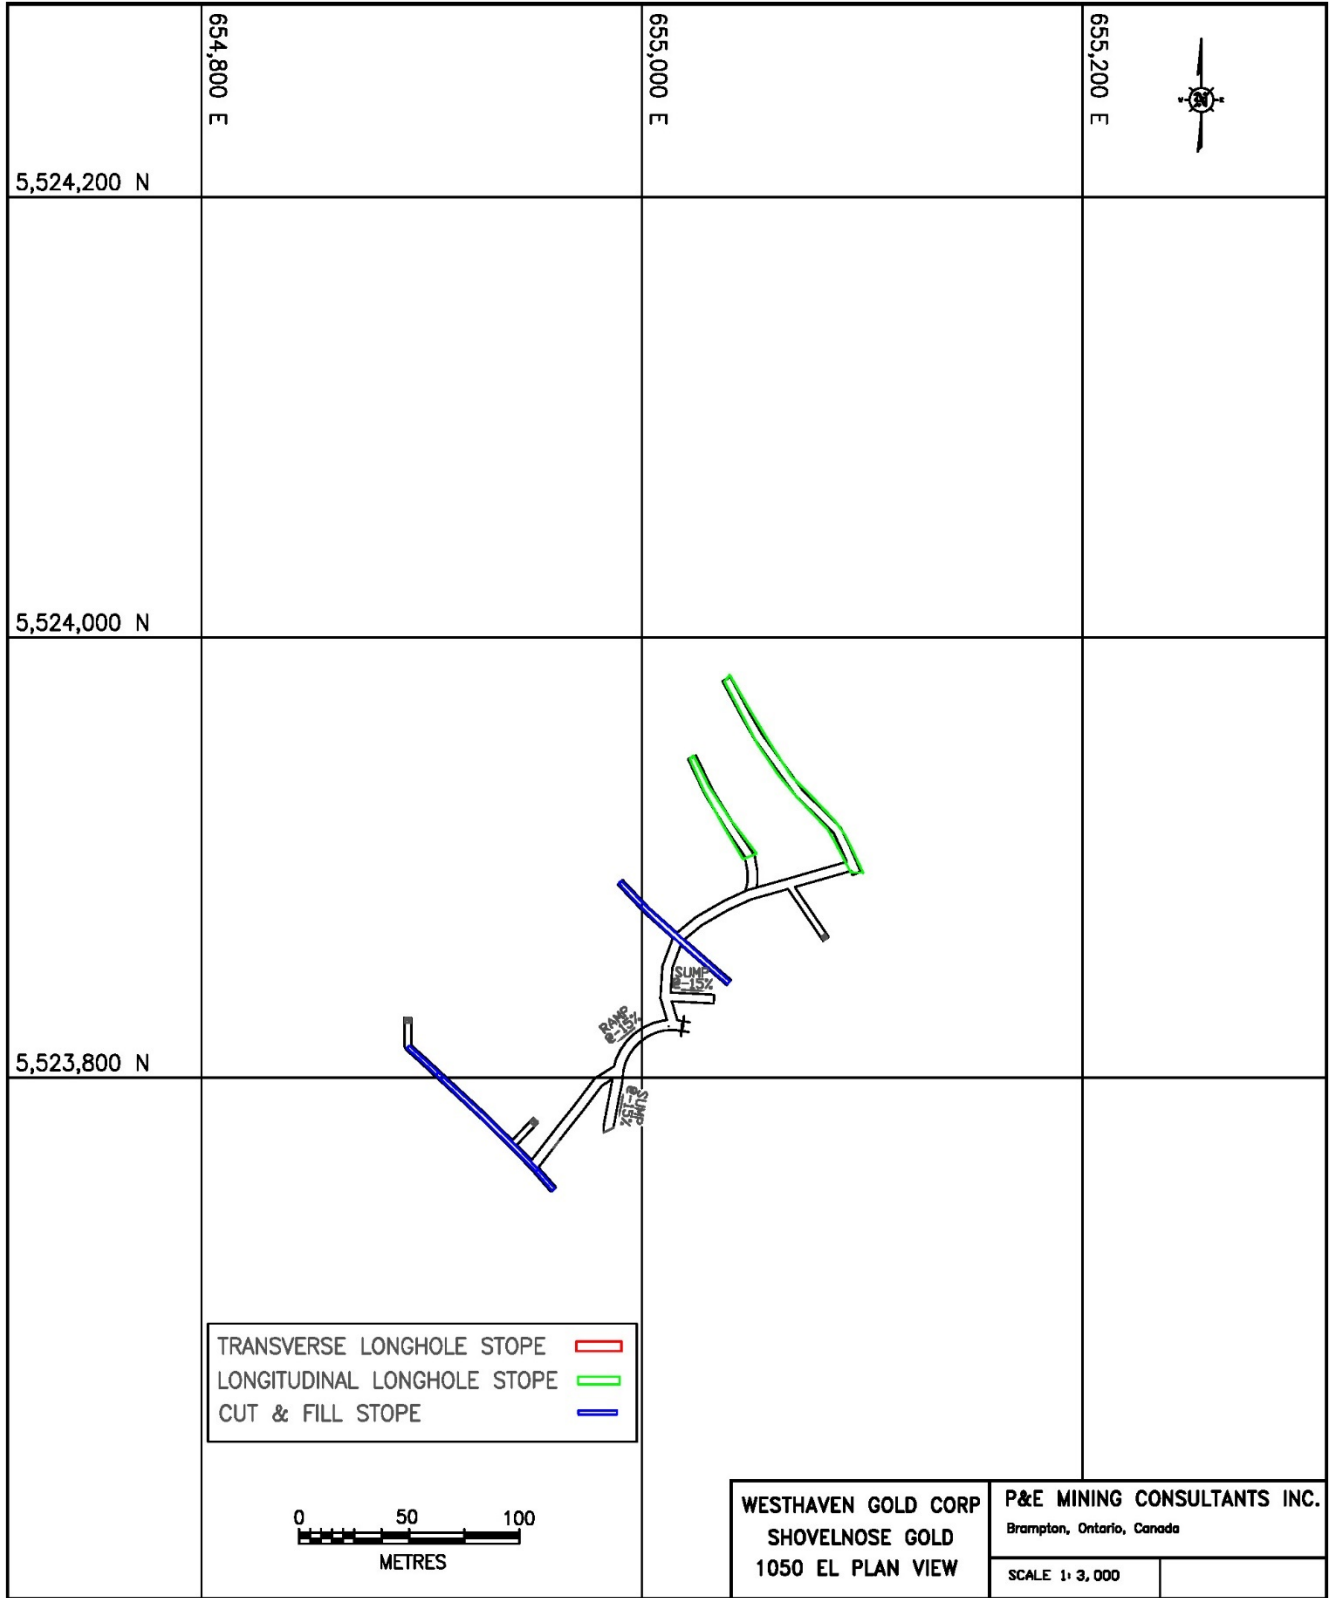 654,800 E
655,000 E
655,200 E
5,524,200 N
5,524,000 N
SUMP
@-15%
RAMP
@-15%
5,523,800 N
SUMP
@-15%
TRANSVERSE LONGHOLE STOPE
LONGITUDINAL LONGHOLE STOPE
CUT & FILL STOPE
0 50 100
METRES
WESTHAVEN GOLD CORP
SHOVELNOSE GOLD
1050 EL PLAN VIEW
P&E MINING CONSULTANTS INC.
Brampton, Ontario, Canada
SCALE 1:3,000